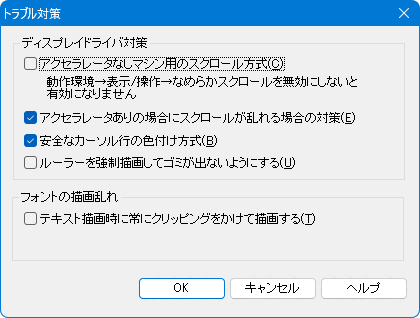 トラブル対策
ディスプレイドライバ対策
アクセラレータなしマシン用のスクロール方式(C)
動作環境→表示/操作→なめらかスクロールを無効にしないと
有効になりません
アクセラレータありの場合にスクロールが乱れる場合の対策(E)
安全なカーソル行の色付け方式(B)
ルーラーを強制描画してゴミが出ないようにする(U)
フォントの描画乱れ
テキスト描画時に常にクリッピングをかけて描画する(T)
OK
キャンセル
ヘルプ